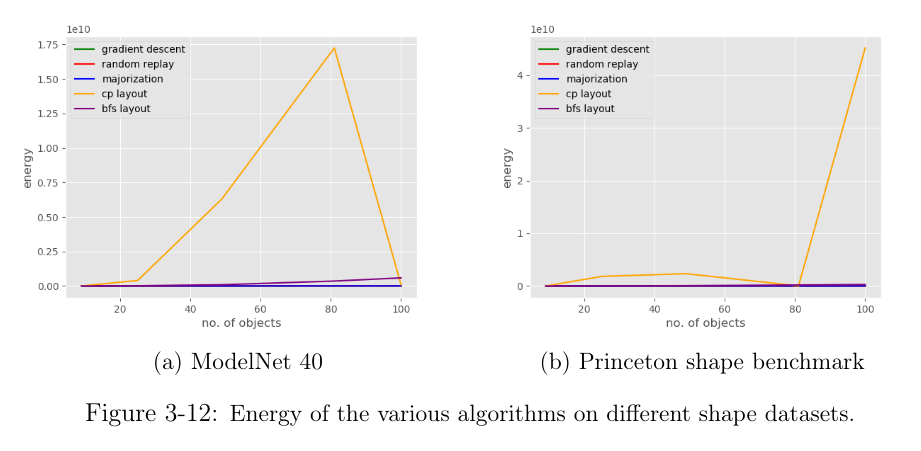 1e10
1.75
1.50
1.25
1.00
0.75
0.50
0.25
0.00
energy
gradient descent
random replay
majorization
cp layout
bfs layout
20 40 60 80 100
no. of objects
(a) ModelNet 40
1e10
4
3
2
1
0
energy
gradient descent
random replay
majorization
cp layout
bfs layout
20 40 60 80 100
no. of objects
(b) Princeton shape benchmark
Figure 3-12: Energy of the various algorithms on different shape datasets.